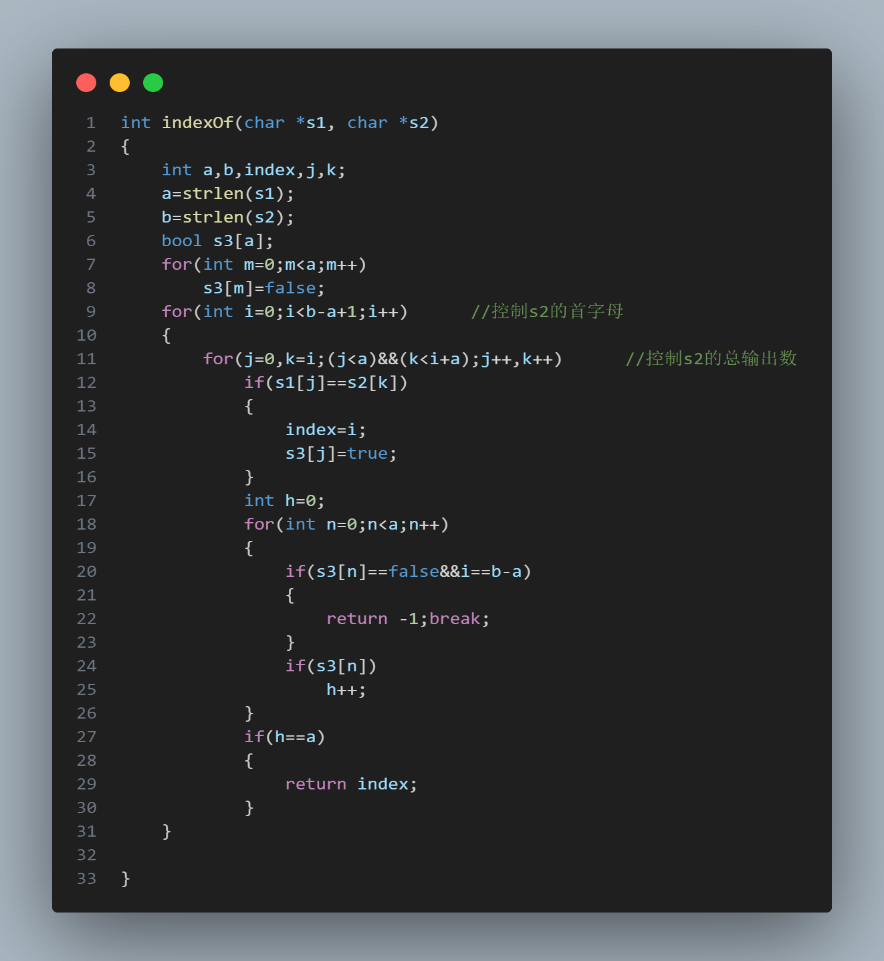 1 int indexOf(char *s1, char *s2)
2 {
3     int a,b,index,j,k;
4     a=strlen(s1);
5     b=strlen(s2);
6     bool s3[a];
7     for(int m=0;m<a;m++)
8         s3[m]=false;
9     for(int i=0;i<b-a+1;i++)      //控制s2的首字母
10     {
11         for(j=0,k=i;(j<a)&&(k<i+a);j++,k++)      //控制s2的总输出数
12             if(s1[j]==s2[k])
13             {
14                 index=i;
15                 s3[j]=true;
16             }
17             int h=0;
18             for(int n=0;n<a;n++)
19             {
20                 if(s3[n]==false&&i==b-a)
21                 {
22                     return -1;break;
23                 }
24                 if(s3[n])
25                     h++;
26             }
27             if(h==a)
28             {
29                 return index;
30             }
31     }
32
33 }